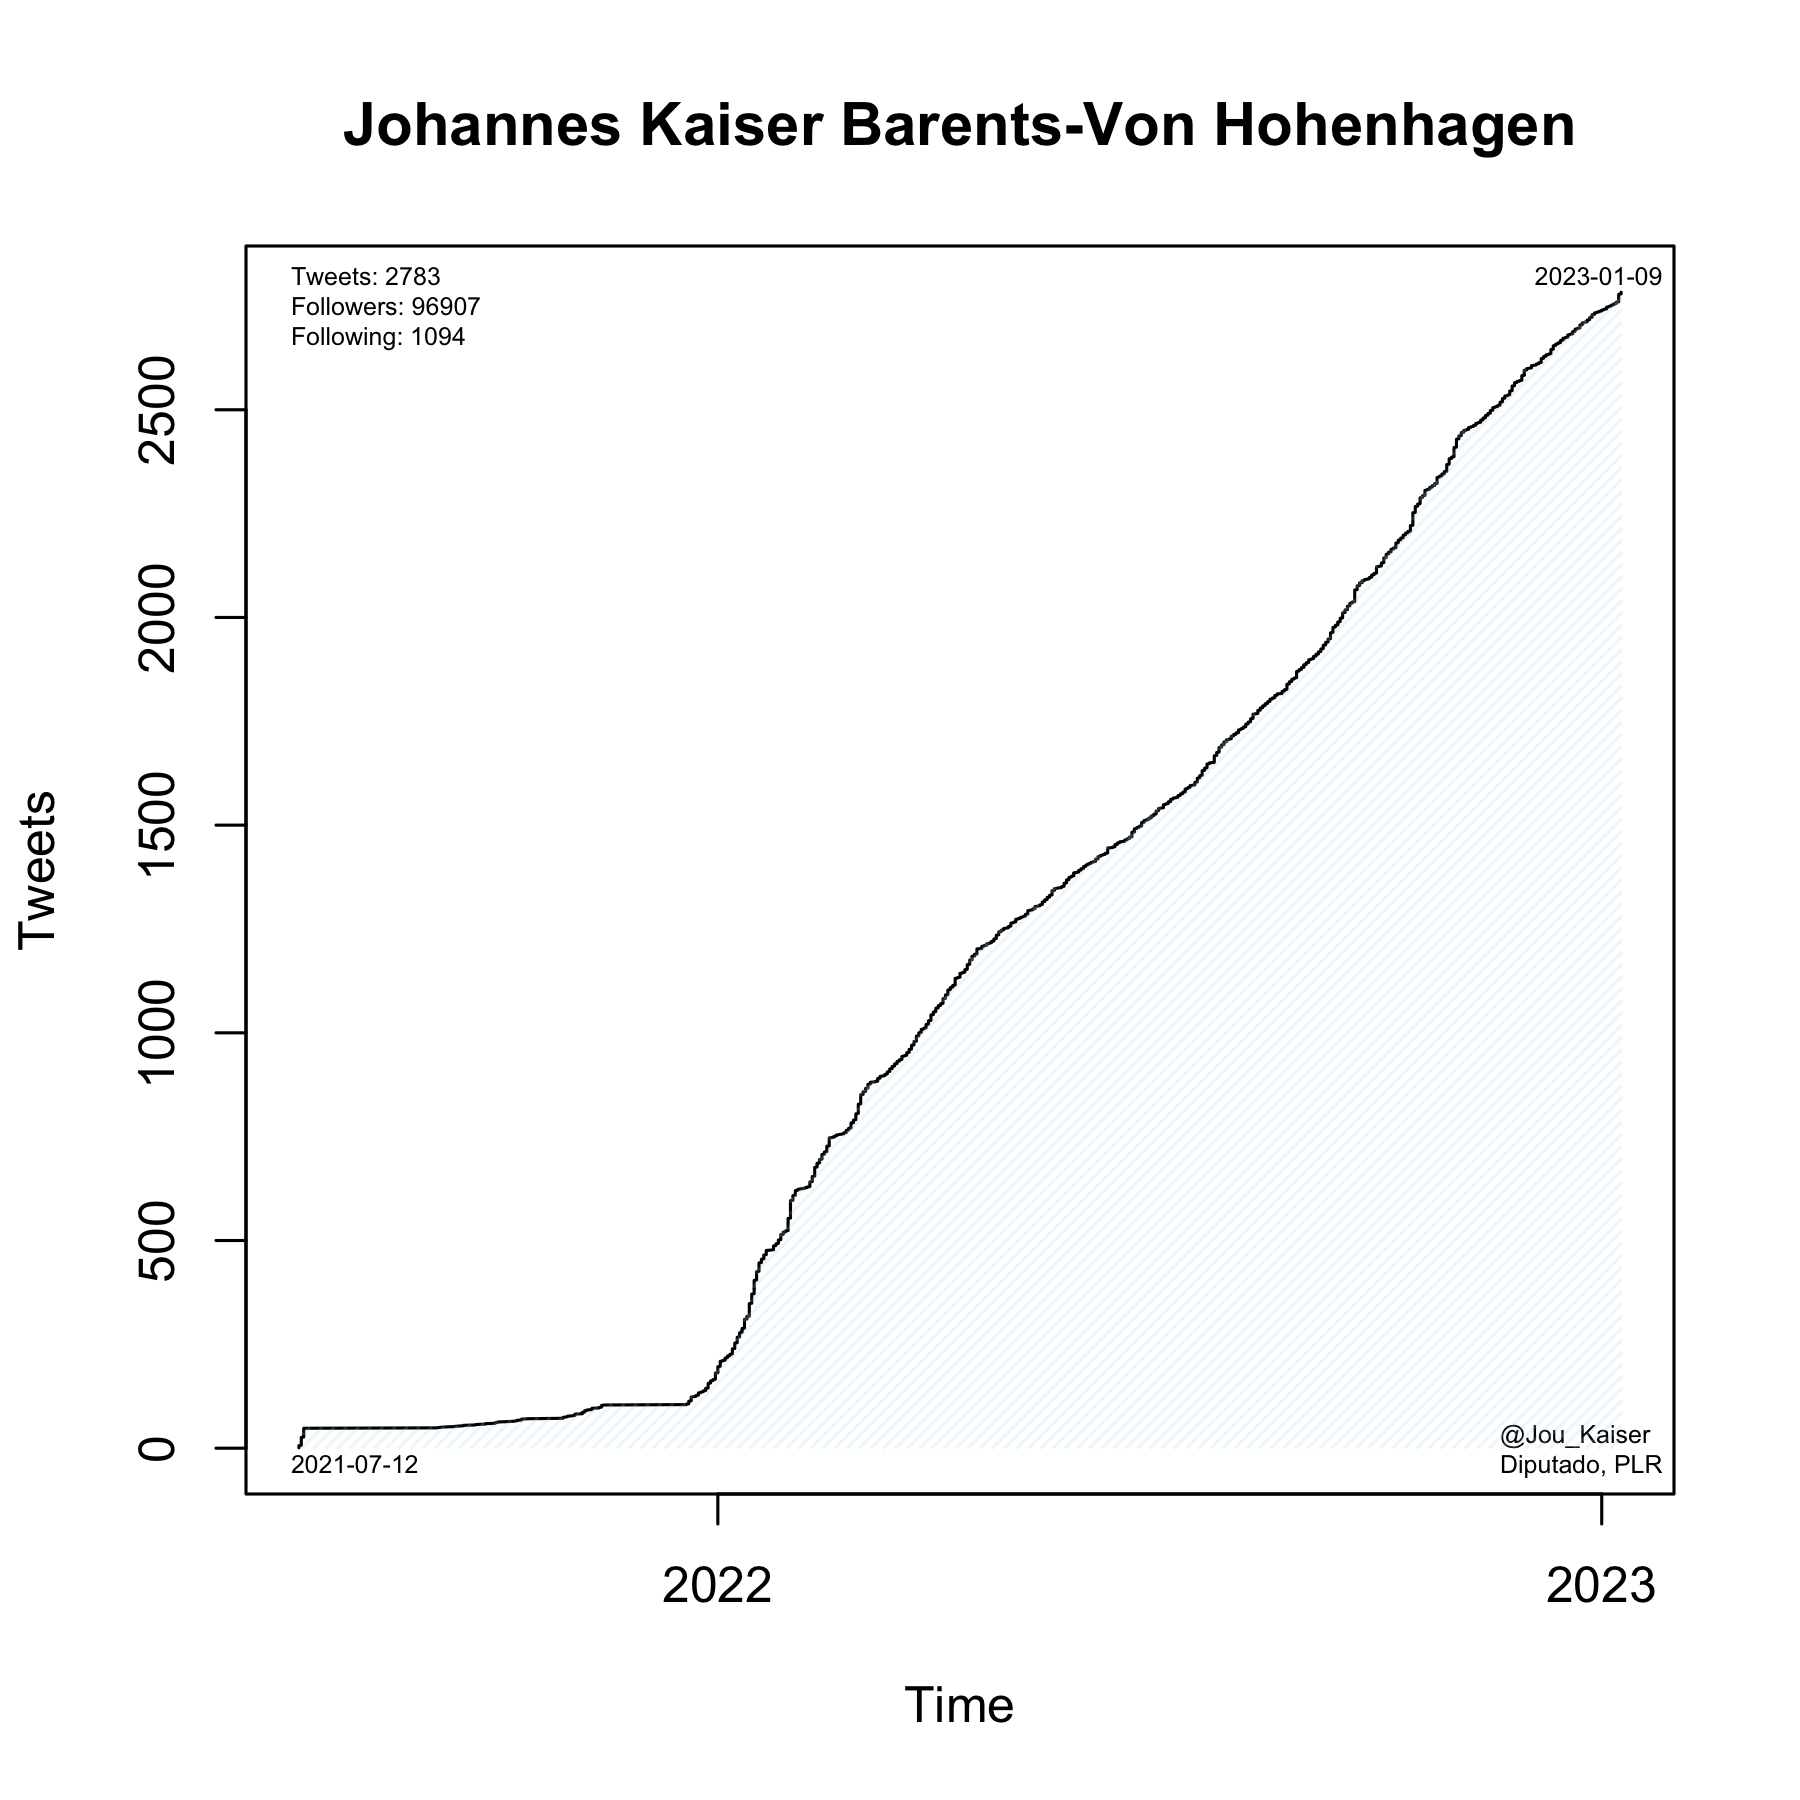 Johannes Kaiser Barents-Von Hohenhagen
Tweets: 2783
Followers: 96907
Following: 1094
2023-01-09
2500
2000
1500
1000
500
0
Tweets
2021-07-12
@Jou_Kaiser
Diputado, PLR
2022
2023
Time